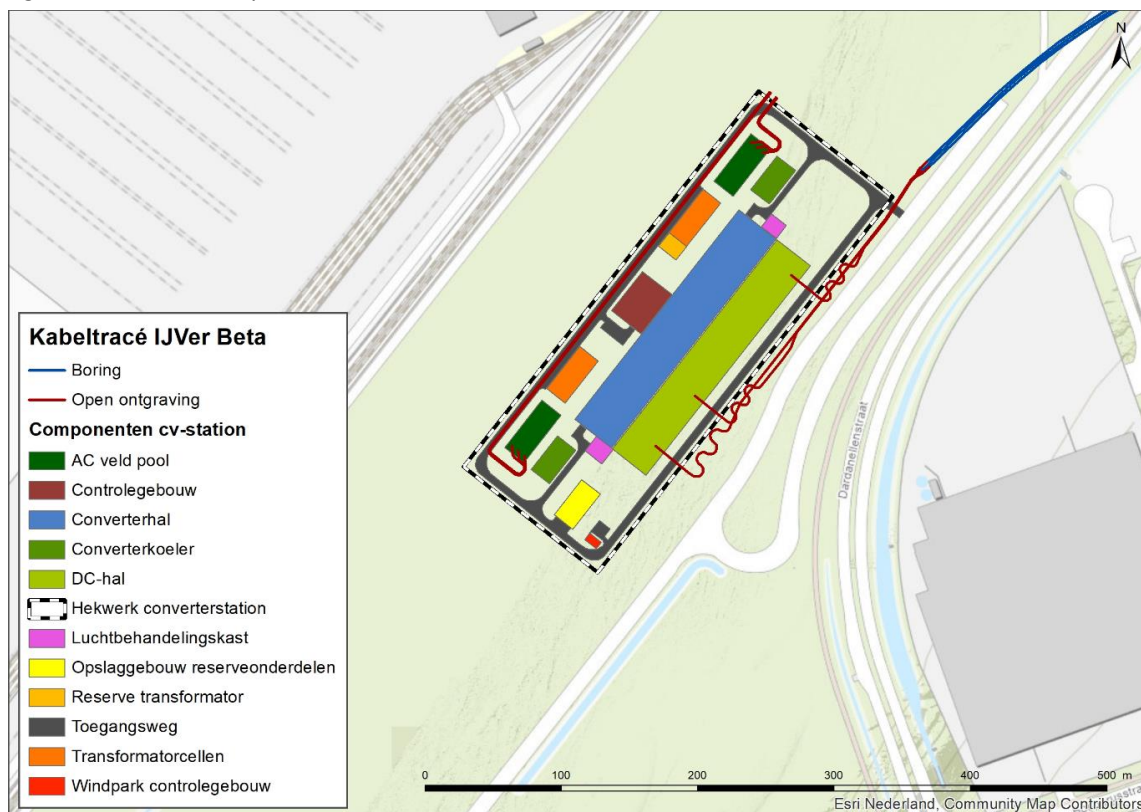 N
Kabeltracé IJVer Beta
Boring
Open ontgraving
Componenten cv-station
AC veld pool
Controlegebouw
Converterhal
Converterkoeler
DC-hal
Hekwerk converterstation
Luchtbehandelingskast
Opslaggebouw reserveonderdelen
Reserve transformator
Toegangsweg
Transformatorcellen
Windpark controlegebouw
Dardanellenstraat
0 100 200 300 400 500 m
Esri Nederland, Community Map Contributors